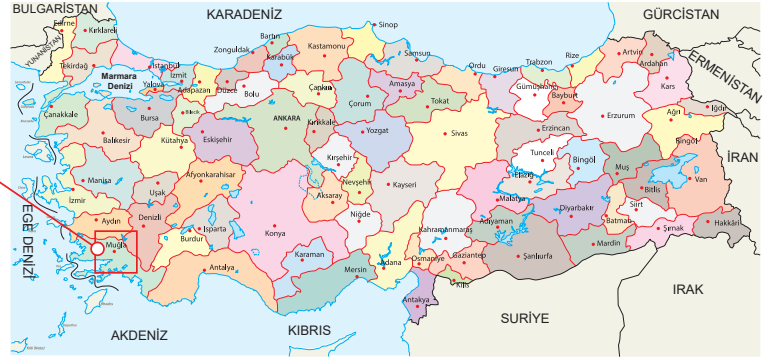 BULGARİSTAN
KARADENİZ
GÜRCİSTAN
Edirne
Kırklareli
YUNANİSTAN
Tekirdağ
İstanbul
Marmara
Denizi
Yalova
İzmit
Adapazarı
Düzce
Bolu
Zonguldak
Bartın
Karabük
Kastamonu
Sinop
Samsun
Çankırı
Çorum
Amasya
Tokat
Ordu
Giresun
Trabzon
Rize
Artvin
Ardahan
Kars
ERMENİSTAN
Gümüşhane
Bayburt
Erzurum
Ağrı
Iğdır
Çanakkale
Bursa
Bilecik
Balıkesir
Kütahya
Eskişehir
ANKARA
Kırıkkale
Yozgat
Sivas
Erzincan
Tunceli
Bingöl
Bingöl
Muş
Van
Bitlis
İRAN
EGE DENİZİ
Manisa
Uşak
Afyonkarahisar
Kırşehir
Nevşehir
Aksaray
Kayseri
Malatya
Elazığ
Diyarbakır
Batman
Siirt
Şırnak
Hakkâri
İzmir
Aydın
Denizli
Muğla
Isparta
Burdur
Antalya
Konya
Niğde
Karaman
Mersin
Adana
Kahramanmaraş
Osmaniye
Gaziantep
Kilis
Adıyaman
Şanlıurfa
Mardin
Antakya
AKDENİZ
KIBRIS
SURİYE
IRAK